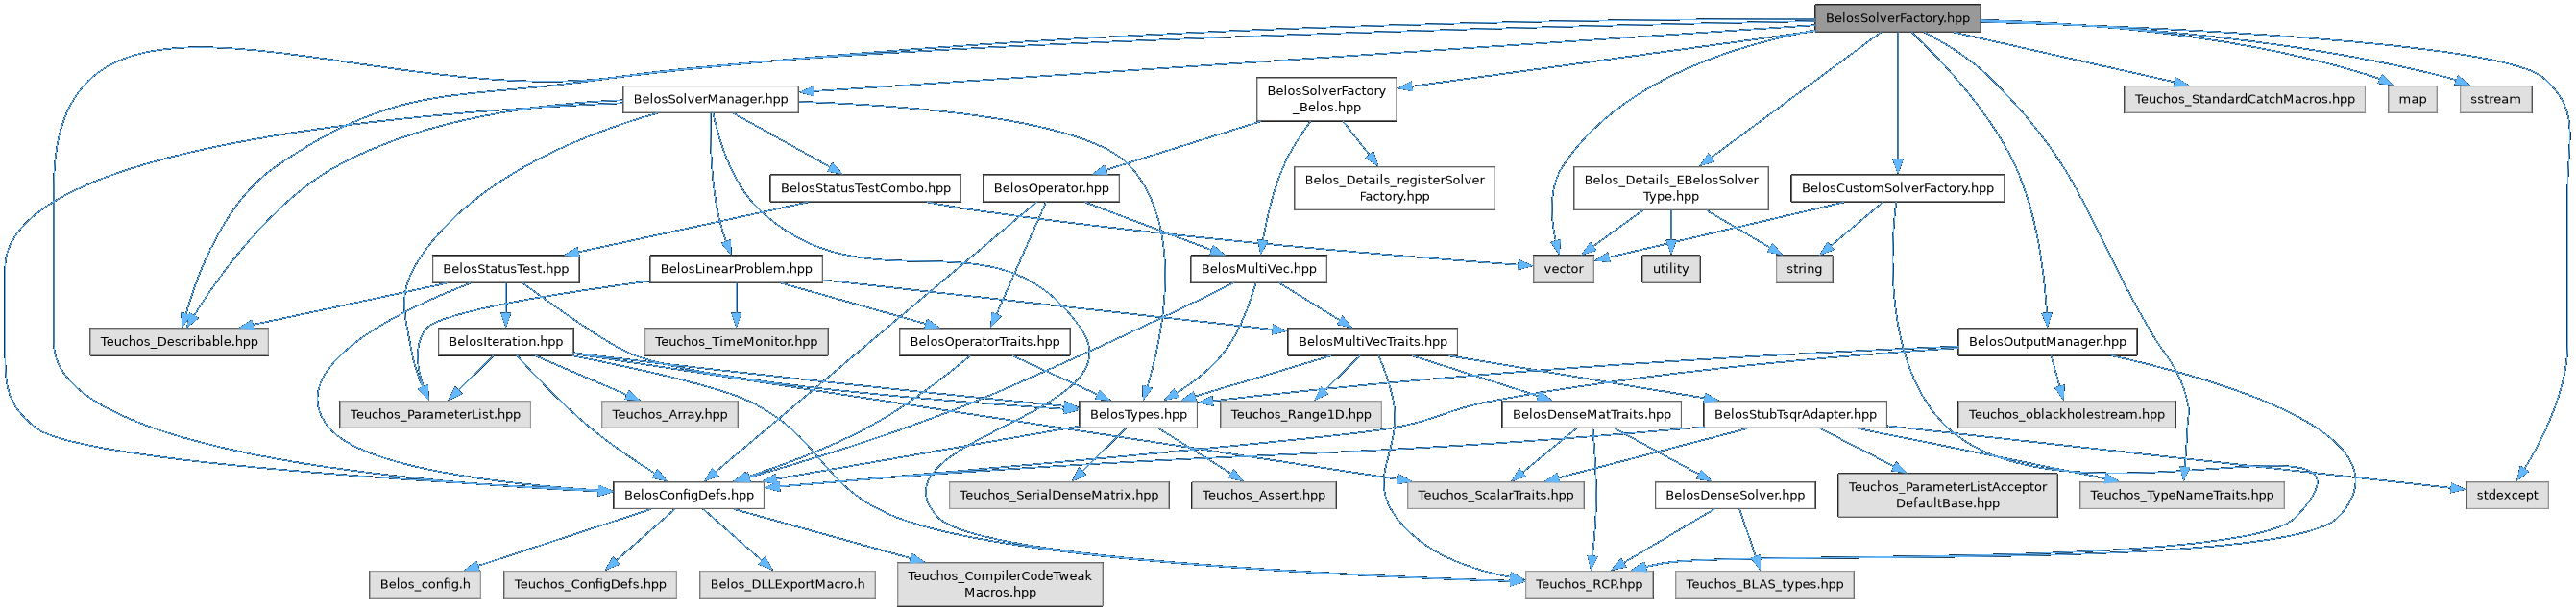 BelosSolverFactory.hpp
BelosSolverManager.hpp
BelosSolverFactory
_Belos.hpp
Teuchos_StandardCatchMacros.hpp
map
sstream
BelosStatusTestCombo.hpp
BelosOperator.hpp
Belos_Details_registerSolver
Factory.hpp
Belos_Details_EBelosSolver
Type.hpp
BelosCustomSolverFactory.hpp
BelosStatusTest.hpp
BelosLinearProblem.hpp
BelosMultiVec.hpp
vector
utility
string
Teuchos_Describable.hpp
BelosIteration.hpp
Teuchos_TimeMonitor.hpp
BelosOperatorTraits.hpp
BelosMultiVecTraits.hpp
BelosOutputManager.hpp
Teuchos_ParameterList.hpp
Teuchos_Array.hpp
BelosTypes.hpp
Teuchos_Range1D.hpp
BelosDenseMatTraits.hpp
BelosStubTsqrAdapter.hpp
Teuchos_oblackholestream.hpp
BelosConfigDefs.hpp
Teuchos_SerialDenseMatrix.hpp
Teuchos_Assert.hpp
Teuchos_ScalarTraits.hpp
BelosDenseSolver.hpp
Teuchos_ParameterListAcceptor
DefaultBase.hpp
Teuchos_TypeNameTraits.hpp
stdexcept
Belos_config.h
Teuchos_ConfigDefs.hpp
Belos_DLLExportMacro.h
Teuchos_CompilerCodeTweak
Macros.hpp
Teuchos_RCP.hpp
Teuchos_BLAS_types.hpp